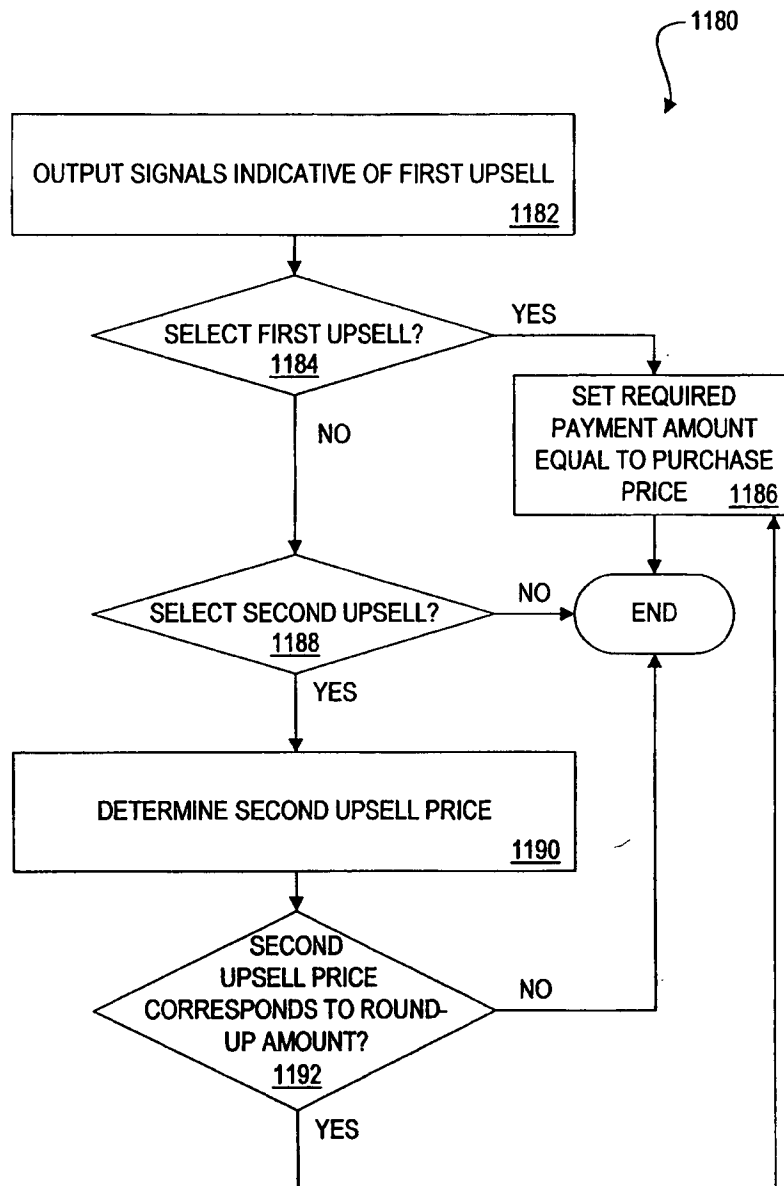 1180
OUTPUT SIGNALS INDICATIVE OF FIRST UPSELL
1182
SELECT FIRST UPSELL?
1184
YES
SET REQUIRED
PAYMENT AMOUNT
EQUAL TO PURCHASE
PRICE 1186
NO
SELECT SECOND UPSELL?
1188
NO
END
YES
DETERMINE SECOND UPSELL PRICE
1190
SECOND
UPSELL PRICE
CORRESPONDS TO ROUND-
UP AMOUNT?
1192
NO
YES